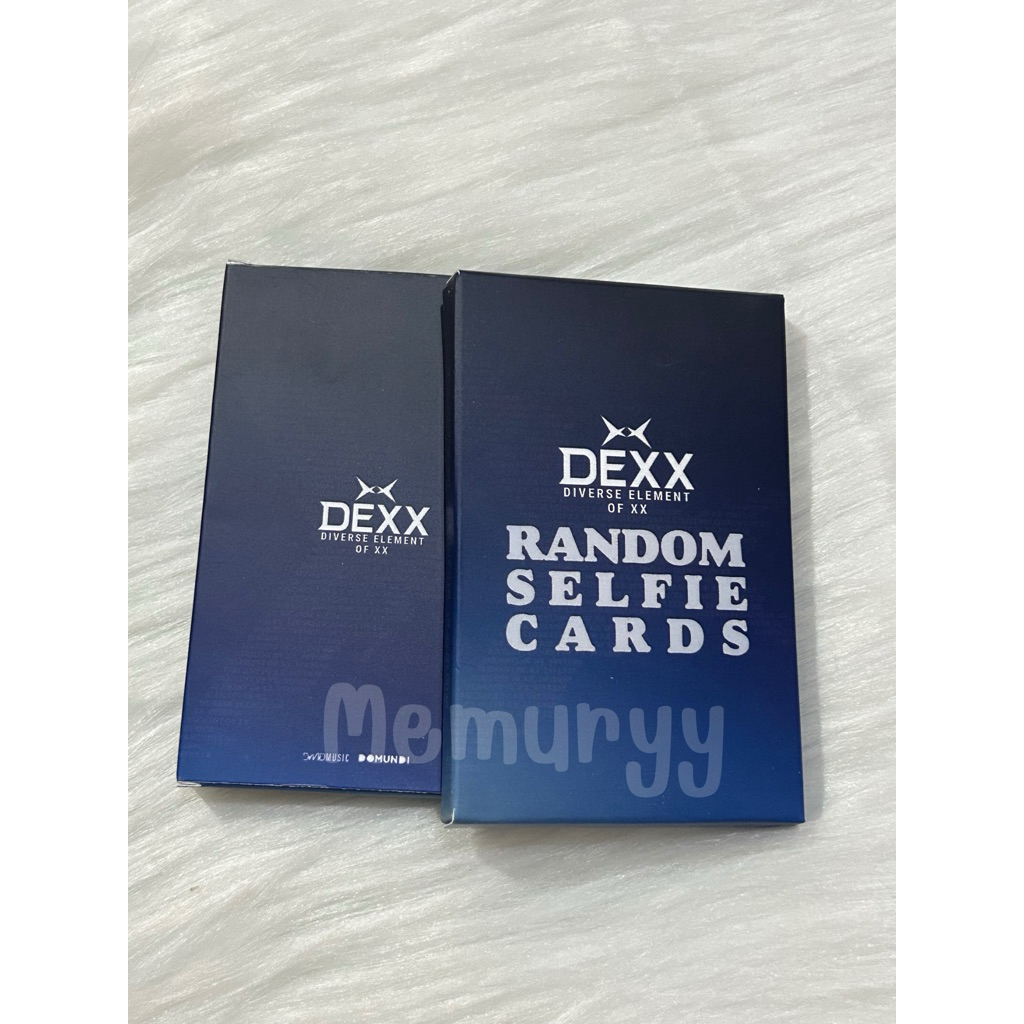 DEXX
DIVERSE ELEMENT
OF XX
DOMUNDI
DEXX
DIVERSE ELEMENT
OF XX
RANDOM
SELFIE
CARDS
Memuryy